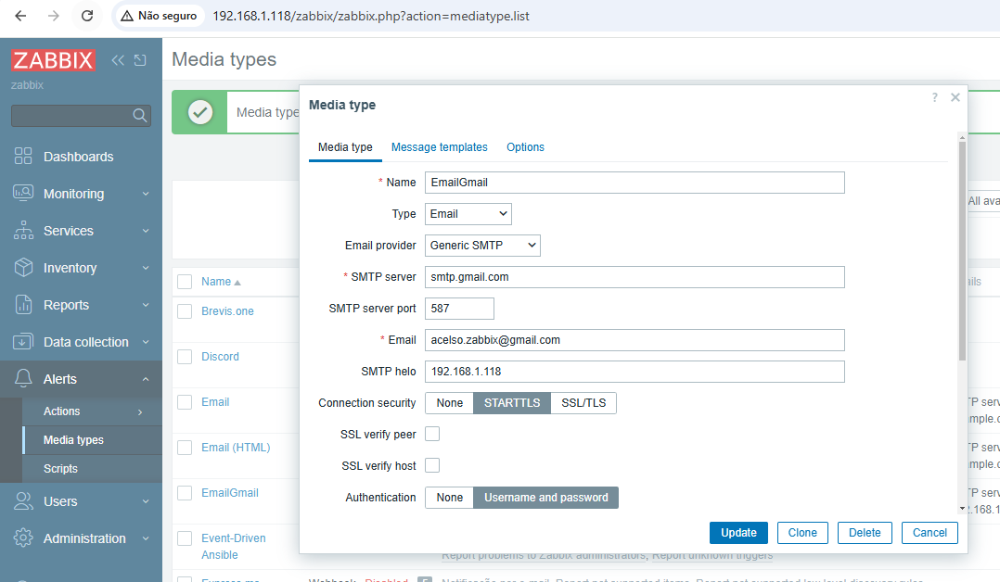 Não seguro 192.168.1.118/zabbix/zabbix.php?action=mediatype.list
ZABBIX
zabbix
Dashboards
Monitoring
Services
Inventory
Reports
Data collection
Alerts
Actions
Media types
Scripts
Users
Administration
Media types
Media type
All ava
ils
Name
Brevis.one
Discord
Email
TP serv
mple.c
Email (HTML)
TP serv
mple.c
EmailGmail
TP serv
2.168.1
Event-Driven
Ansible
Report problems to Zabbix administrators, Report unknown triggers
Media type
?
Media type Message templates Options
* Name EmailGmail
Type Email
Email provider Generic SMTP
* SMTP server smtp.gmail.com
SMTP server port 587
* Email acelso.zabbix@gmail.com
SMTP helo 192.168.1.118
Connection security None STARTTLS SSL/TLS
SSL verify peer
SSL verify host
Authentication None Username and password
Update Clone Delete Cancel